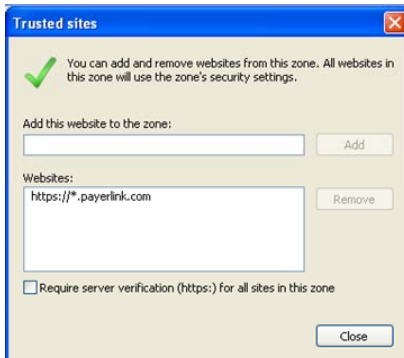 Trusted sites
You can add and remove websites from this zone. All websites in
this zone will use the zone's security settings.
Add this website to the zone:
Add
Websites:
https://*.payerlink.com
Remove
Require server verification (https:) for all sites in this zone
Close